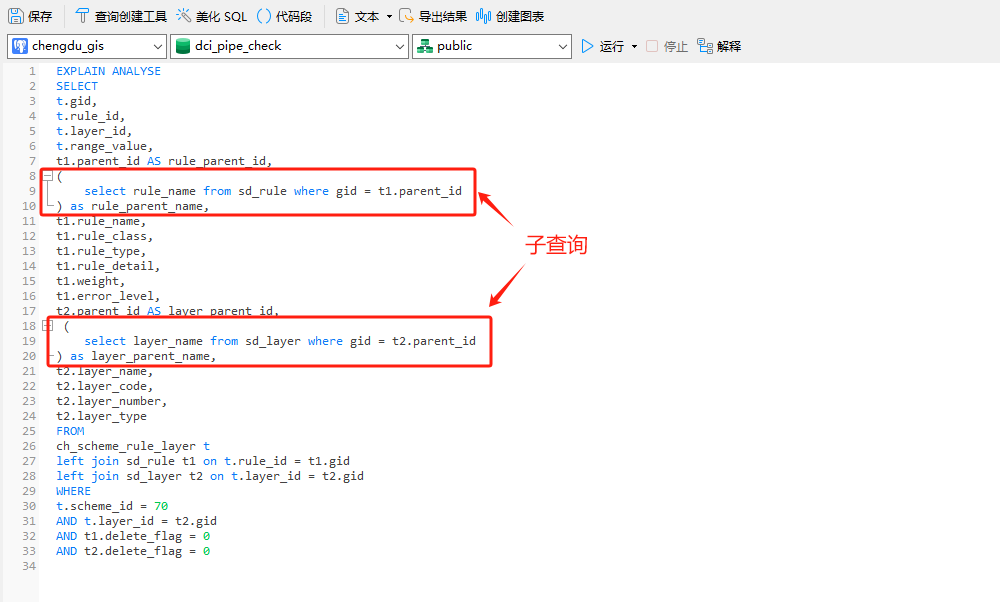 保存 查询创建工具 美化 SQL () 代码段 文本 导出结果 创建图表
chengdu_gis dci_pipe_check public 运行 停止 解释
1 EXPLAIN ANALYSE
2 SELECT
3 t.gid,
4 t.rule_id,
5 t.layer_id,
6 t.range_value,
7 t1.parent_id AS rule_parent_id,
8 (
9 select rule_name from sd_rule where gid = t1.parent_id
10 ) as rule_parent_name,
11 t1.rule_name,
12 t1.rule_class,
子查询
13 t1.rule_type,
14 t1.rule_detail,
15 t1.weight,
16 t1.error_level,
17 t2.parent_id AS layer_parent_id,
18 (
19 select layer_name from sd_layer where gid = t2.parent_id
20 ) as layer_parent_name,
21 t2.layer_name,
22 t2.layer_code,
23 t2.layer_number,
24 t2.layer_type
25 FROM
26 ch_scheme_rule_layer t
27 left join sd_rule t1 on t.rule_id = t1.gid
28 left join sd_layer t2 on t.layer_id = t2.gid
29 WHERE
30 t.scheme_id = 70
31 AND t.layer_id = t2.gid
32 AND t1.delete_flag = 0
33 AND t2.delete_flag = 0
34